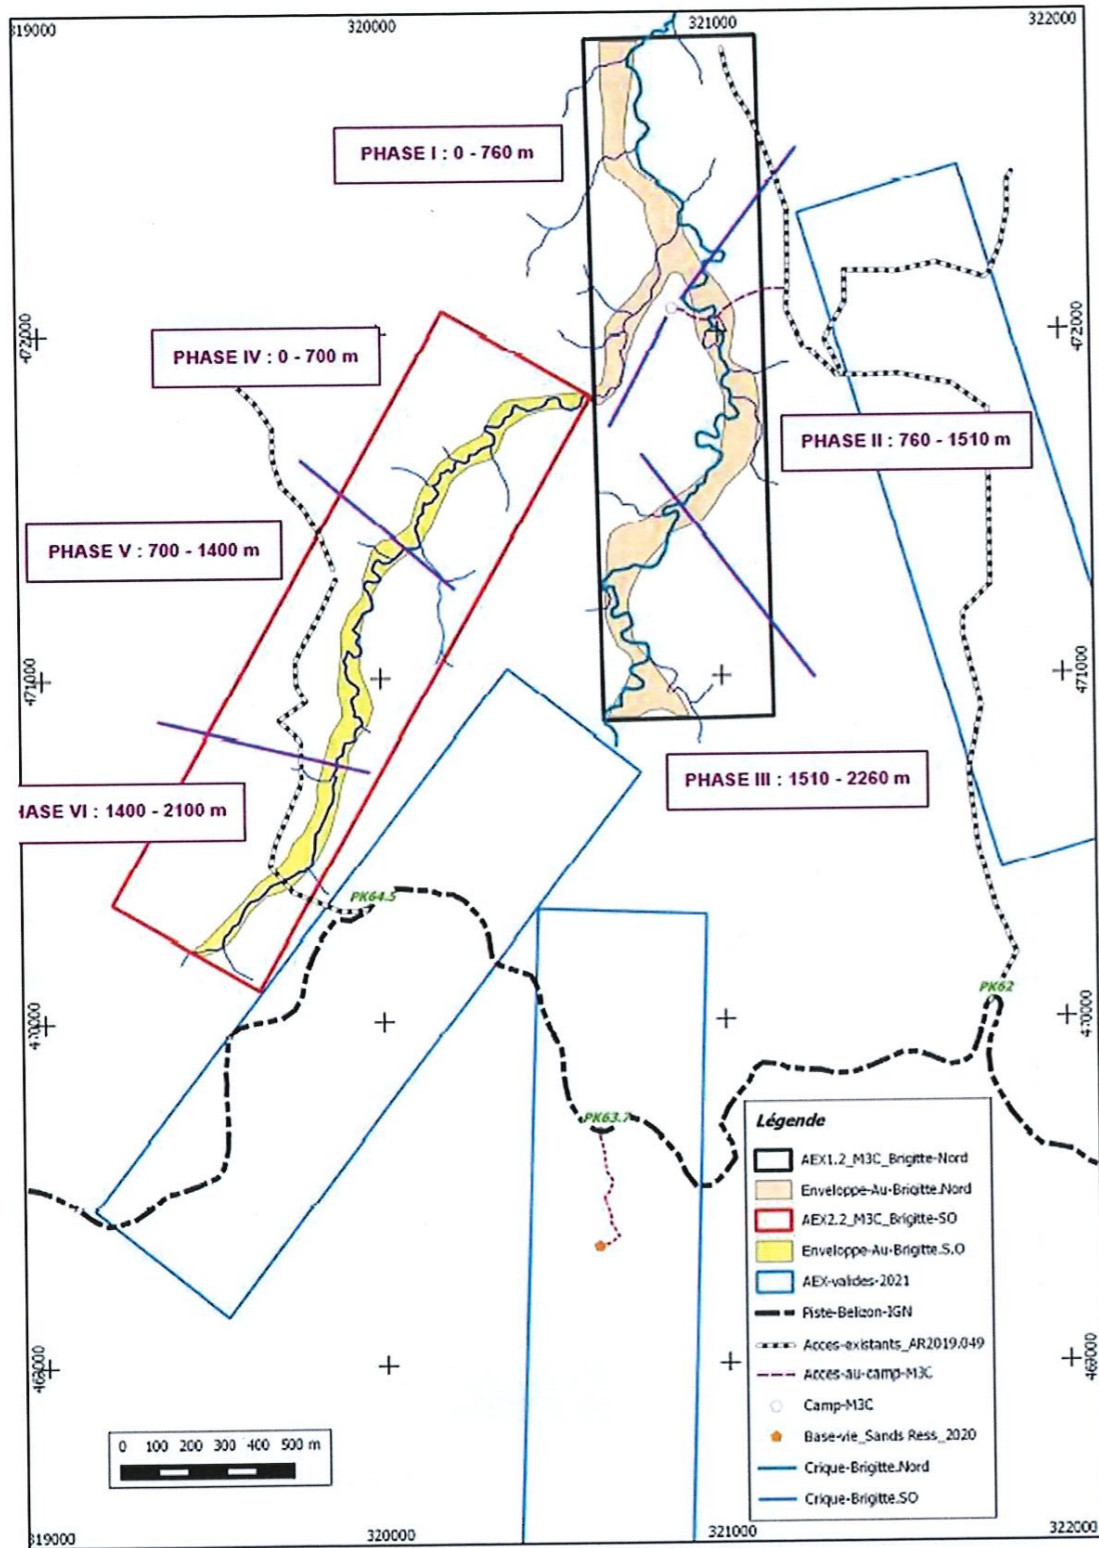 319000
320000
321000
322000
PHASE I : 0 - 760 m
472000
472000
PHASE IV : 0 - 700 m
PHASE II : 760 - 1510 m
PHASE V : 700 - 1400 m
471000
471000
PHASE III : 1510 - 2260 m
HASE VI : 1400 - 2100 m
PK64.5
PK62
470000
470000
PK63.7
Légende
AEX1.2_M3C_Brigitte-Nord
Enveloppe-Au-Brigitte.Nord
AEX2.2_M3C_Brigitte-SO
Enveloppe-Au-Brigitte.S.O
AEX-valides-2021
Piste-Belizon-IGN
Acces-existants_AR2019.049
Acces-au-camp-M3C
Camp-M3C
Base-vie_Sands Ress_2020
Crique-Brigitte.Nord
Crique-Brigitte.SO
469000
469000
0 100 200 300 400 500 m
319000
320000
321000
322000